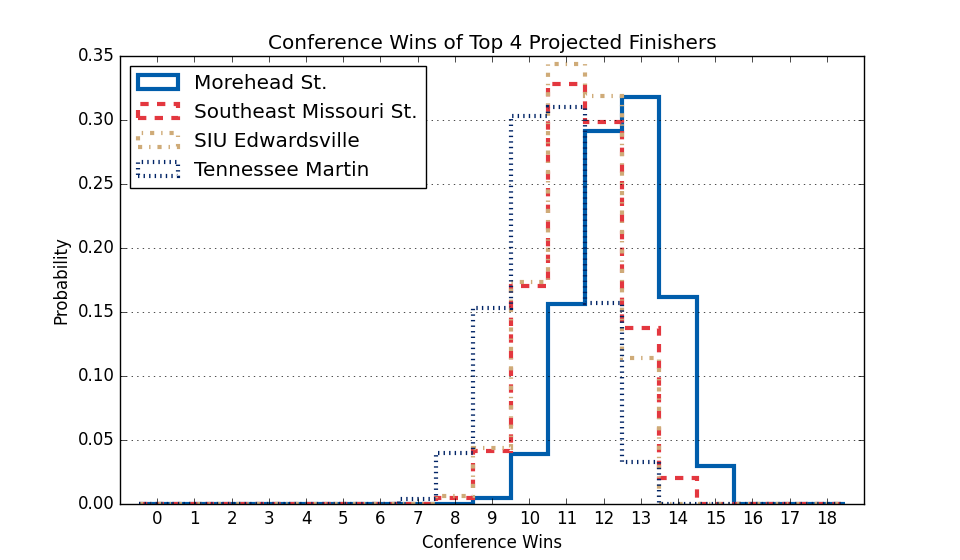 Conference Wins of Top 4 Projected Finishers
0.35
0.30
0.25
0.20
0.15
0.10
0.05
0.00
Probability
Morehead St.
Southeast Missouri St.
SIU Edwardsville
Tennessee Martin
0 1 2 3 4 5 6 7 8 9 10 11 12 13 14 15 16 17 18
Conference Wins